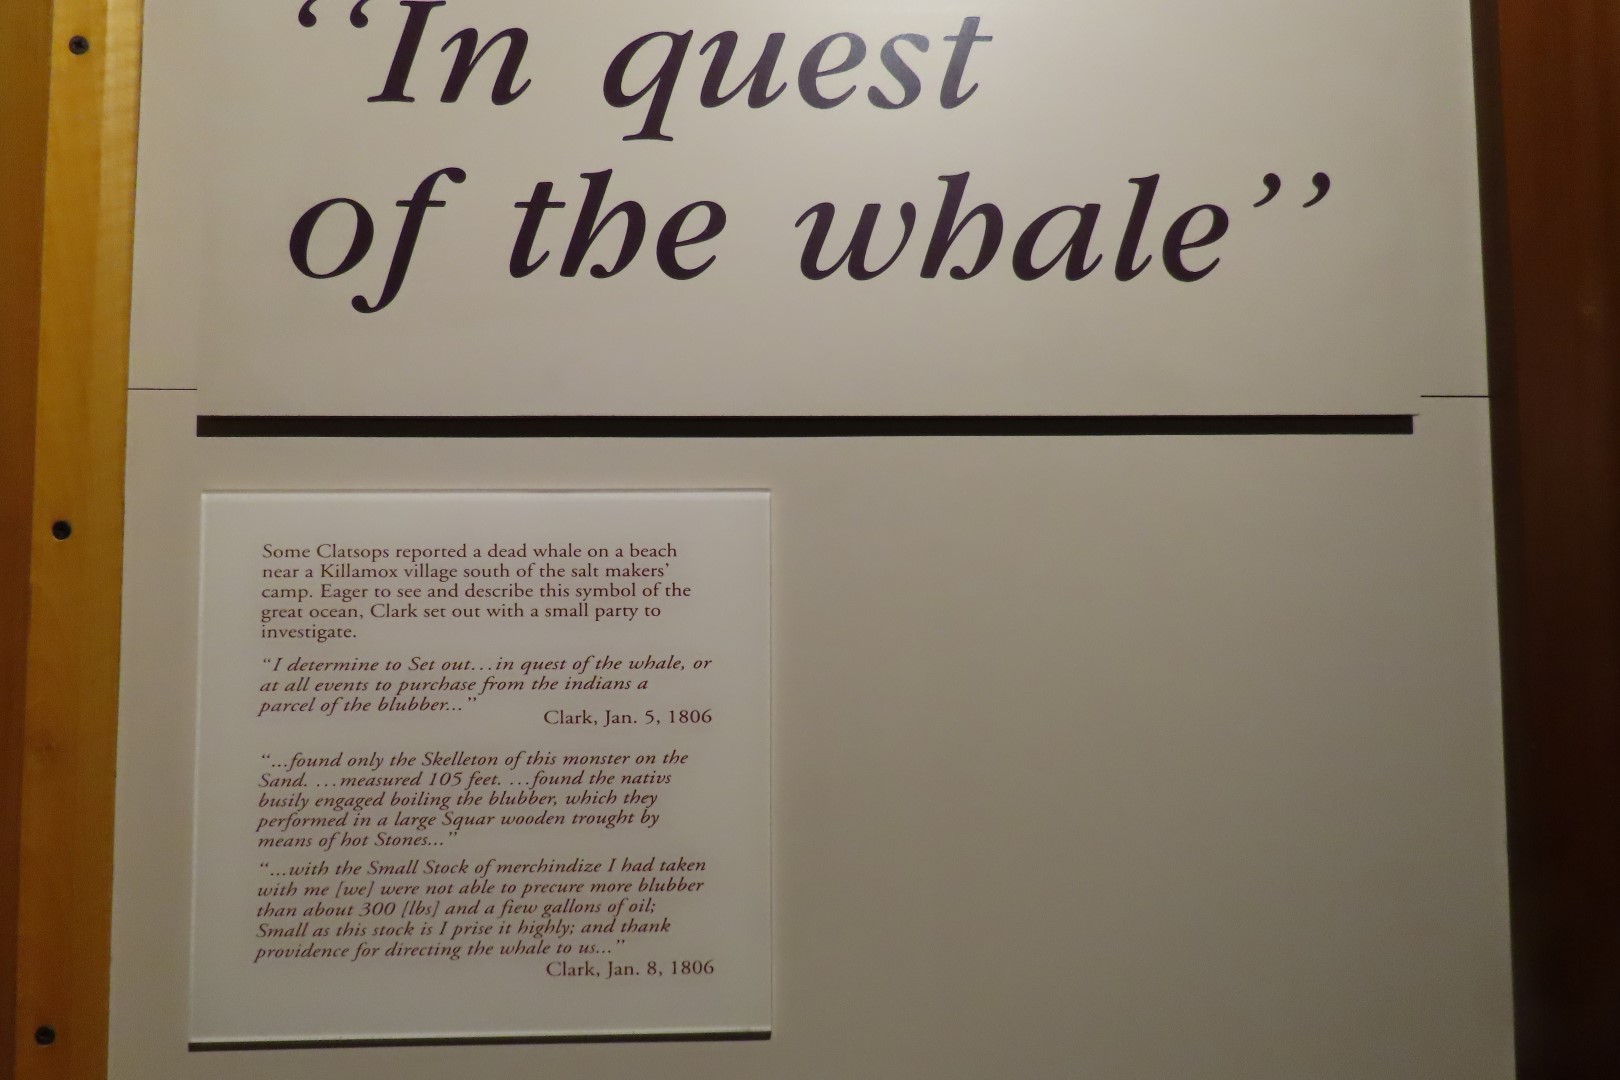 “In quest
of the whale”
Some Clatsops reported a dead whale on a beach
near a Killamox village south of the salt makers’
camp. Eager to see and describe this symbol of the
great ocean, Clark set out with a small party to
investigate.
“I determine to Set out...in quest of the whale, or
at all events to purchase from the indians a
parcel of the blubber...”
Clark, Jan. 5, 1806
“...found only the Skelleton of this monster on the
Sand. ...measured 105 feet. ...found the nativs
busily engaged boiling the blubber, which they
performed in a large Squar wooden trought by
means of hot Stones...”
“...with the Small Stock of merchindize I had taken
with me [we] were not able to precure more blubber
than about 300 [lbs] and a fiew gallons of oil;
Small as this stock is I prise it highly; and thank
providence for directing the whale to us...”
Clark, Jan. 8, 1806